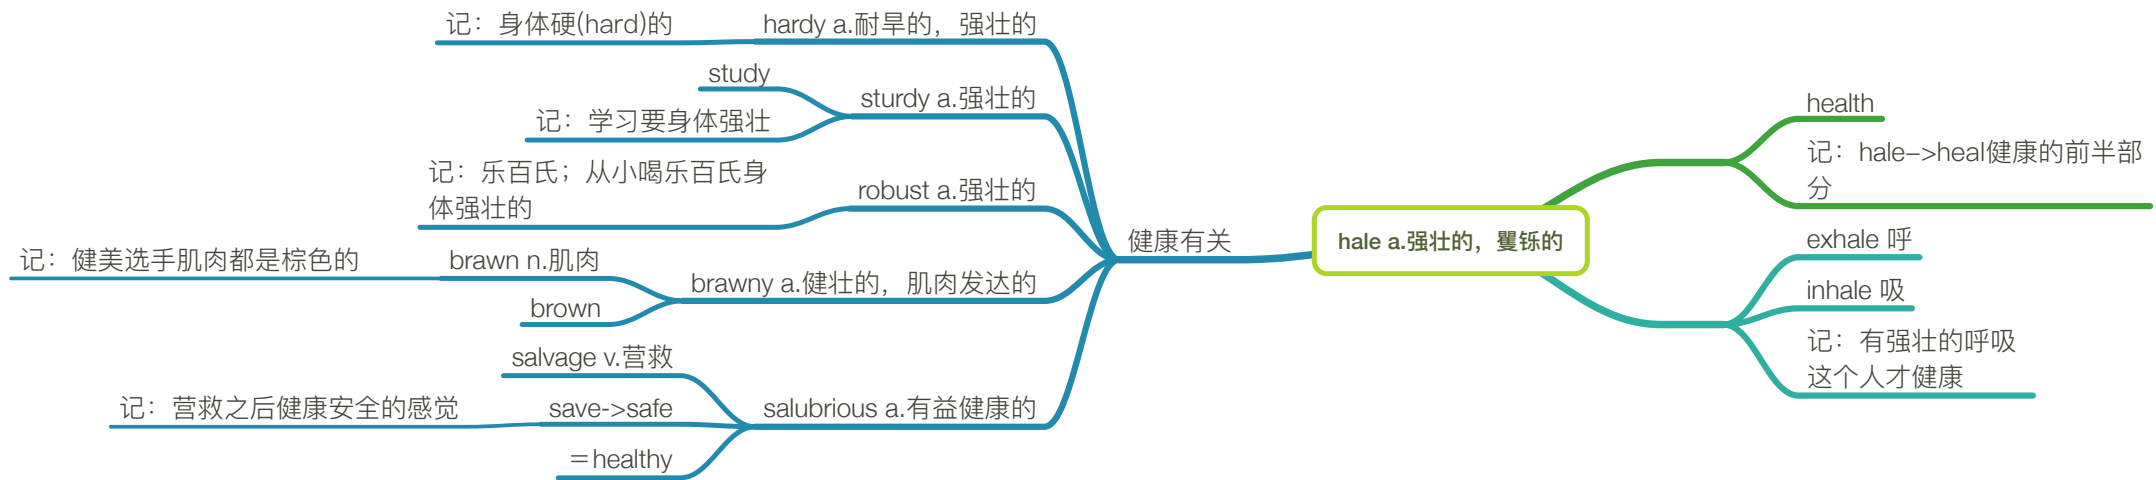 记：身体硬(hard)的
hardy a.耐旱的，强壮的
study
记：学习要身体强壮
sturdy a.强壮的
记：乐百氏；从小喝乐百氏身
体强壮的
robust a.强壮的
记：健美选手肌肉都是棕色的
brawn n.肌肉
brown
brawny a.健壮的，肌肉发达的
salvage v.营救
记：营救之后健康安全的感觉
save->safe
＝healthy
salubrious a.有益健康的
健康有关
hale a.强壮的，矍铄的
health
记：hale–>heal健康的前半部
分
exhale 呼
inhale 吸
记：有强壮的呼吸
这个人才健康